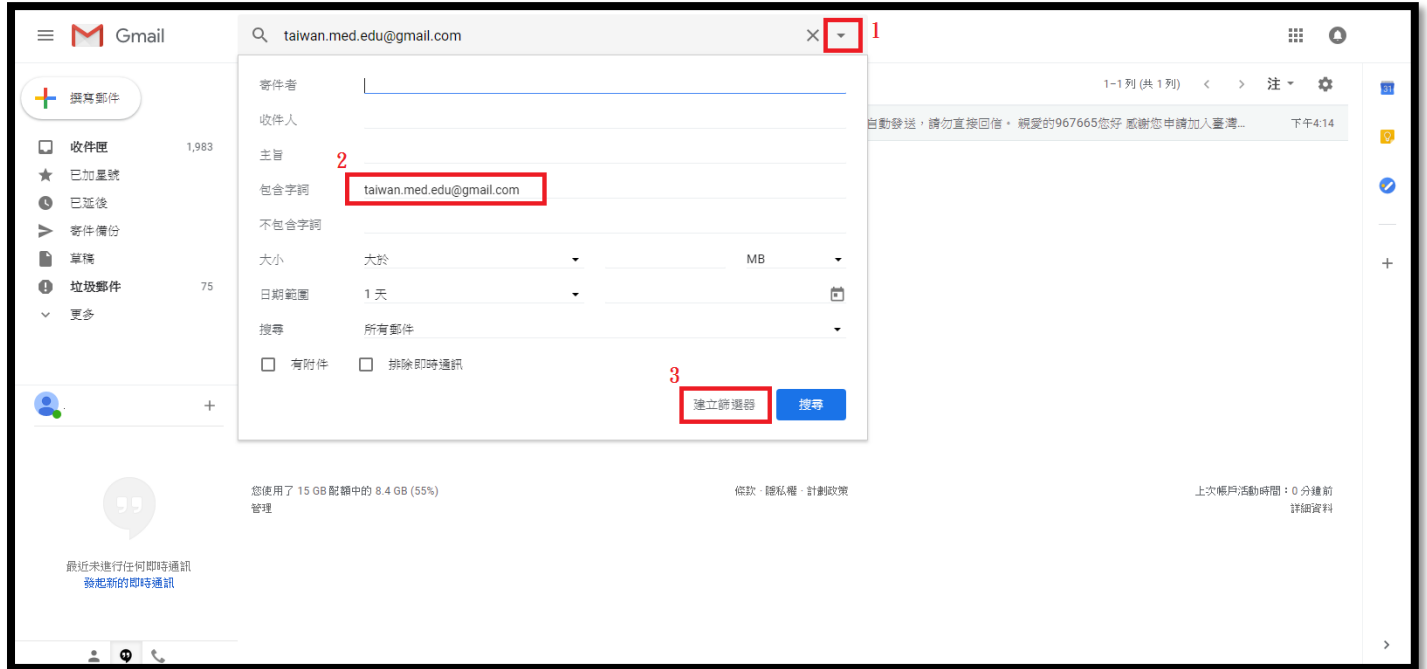 Gmail
taiwan.med.edu@gmail.com
1
撰寫郵件
收件匣 1,983
已加星號
已延後
寄件備份
草稿
垃圾郵件 75
更多
寄件者
收件人
主旨
2
包含字詞 taiwan.med.edu@gmail.com
不包含字詞
大小 大於 MB
日期範圍 1 天
搜尋 所有郵件
有附件 排除即時通訊
3
建立篩選器 搜尋
1-1 列 (共 1 列) 注
自動發送，請勿直接回信。 親愛的967665您好 感謝您申請加入臺灣... 下午4:14
31
您使用了 15 GB 配額中的 8.4 GB (55%)
管理
條款 · 隱私權 · 計劃政策
上次帳戶活動時間：0 分鐘前
詳細資料
最近未進行任何即時通訊
發起新的即時通訊